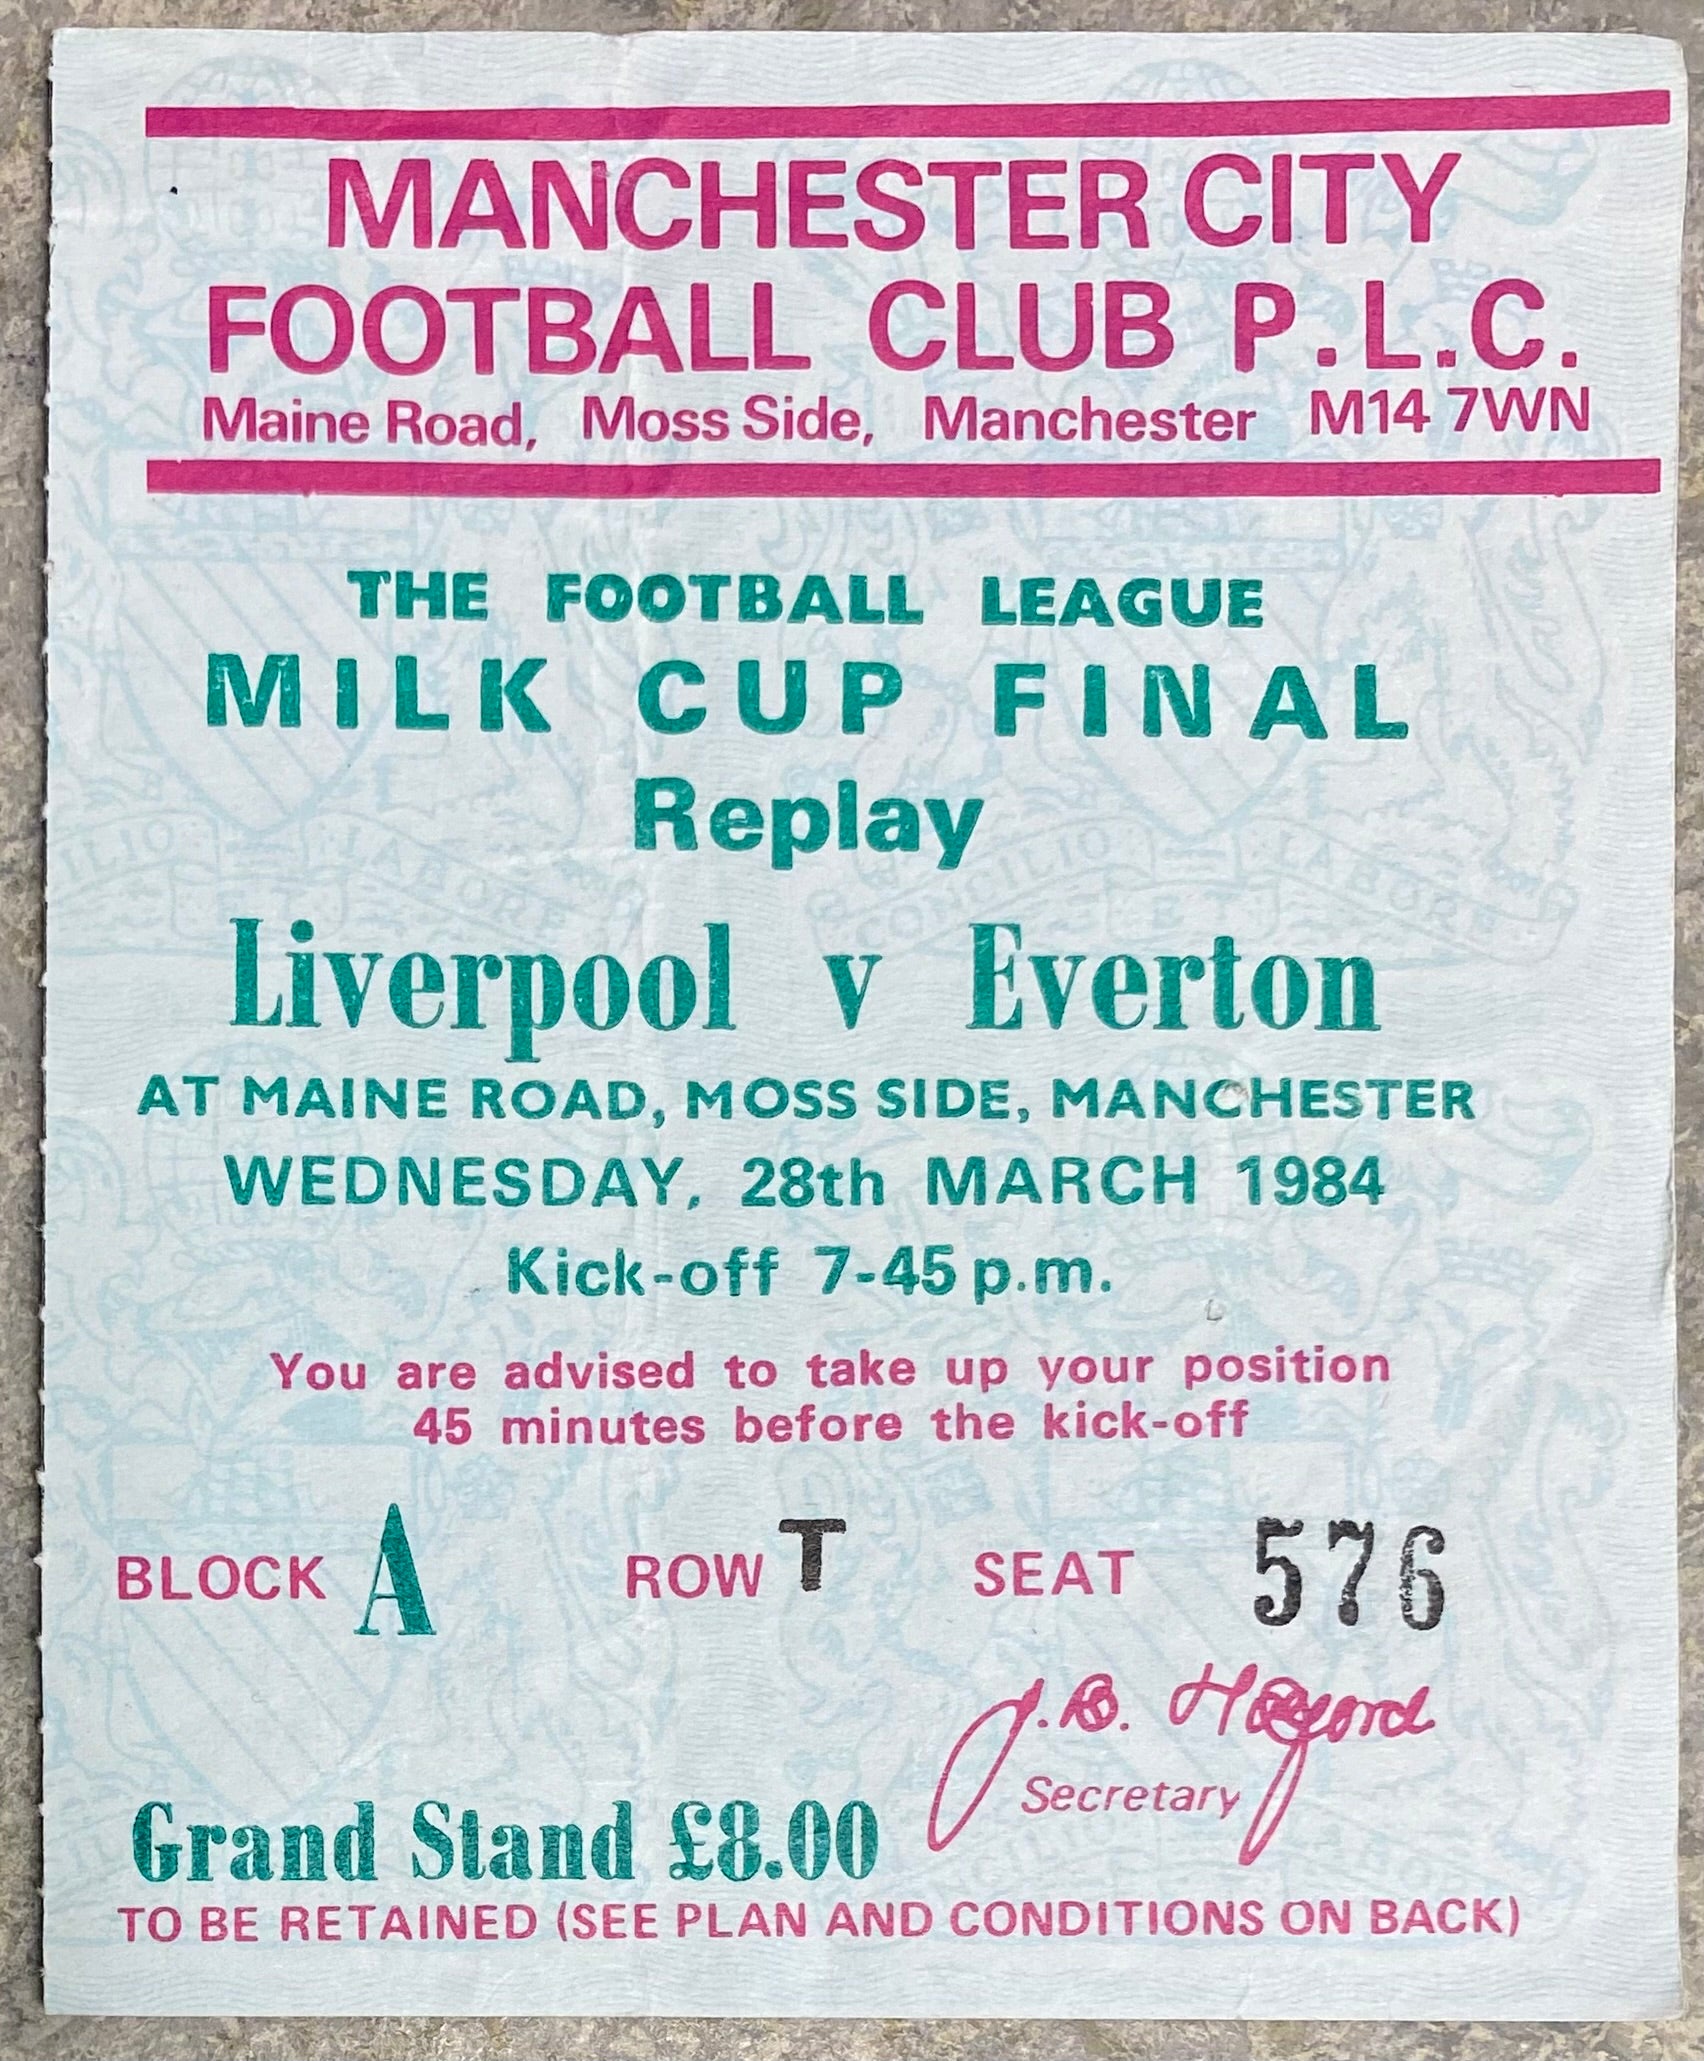 MANCHESTER CITY
FOOTBALL CLUB P.L.C.
Maine Road, Moss Side, Manchester M14 7WN
THE FOOTBALL LEAGUE
MILK CUP FINAL
Replay
Liverpool v Everton
AT MAINE ROAD, MOSS SIDE, MANCHESTER
WEDNESDAY, 28th MARCH 1984
Kick-off 7-45 p.m.
You are advised to take up your position
45 minutes before the kick-off
BLOCK A ROW T SEAT 576
J.B.
Secretary
Grand Stand £8.00
TO BE RETAINED (SEE PLAN AND CONDITIONS ON BACK)